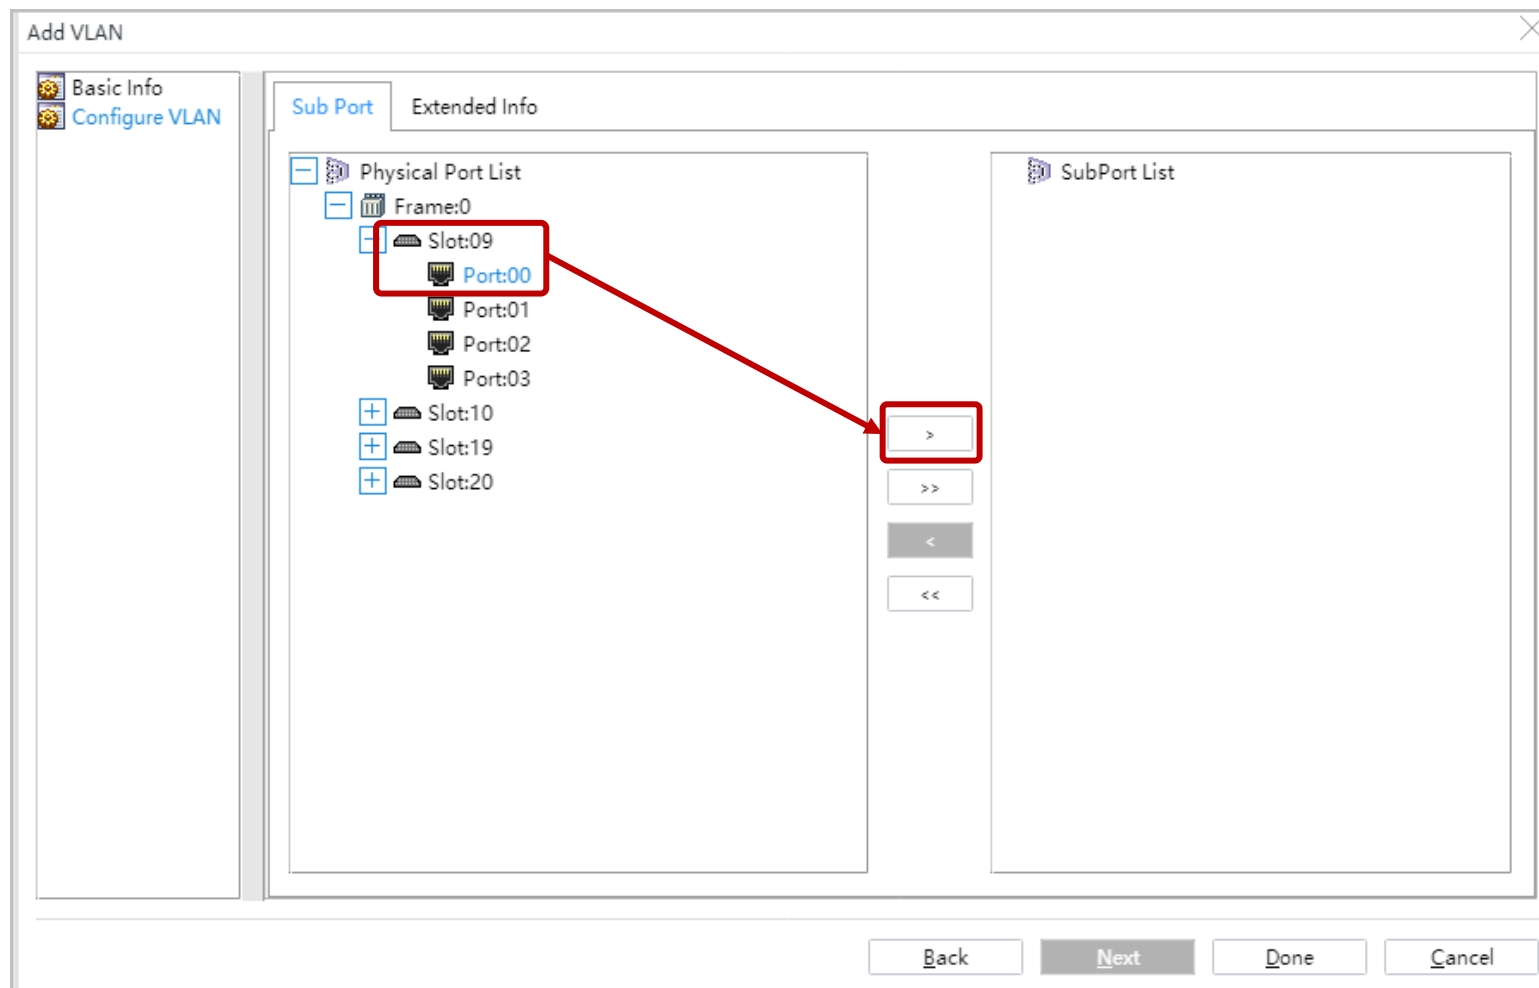 Add VLAN
Basic Info
Configure VLAN
Sub Port
Extended Info
Physical Port List
Frame:0
Slot:09
Port:00
Port:01
Port:02
Port:03
Slot:10
Slot:19
Slot:20
>
>>
<
<<
SubPort List
Back
Next
Done
Cancel